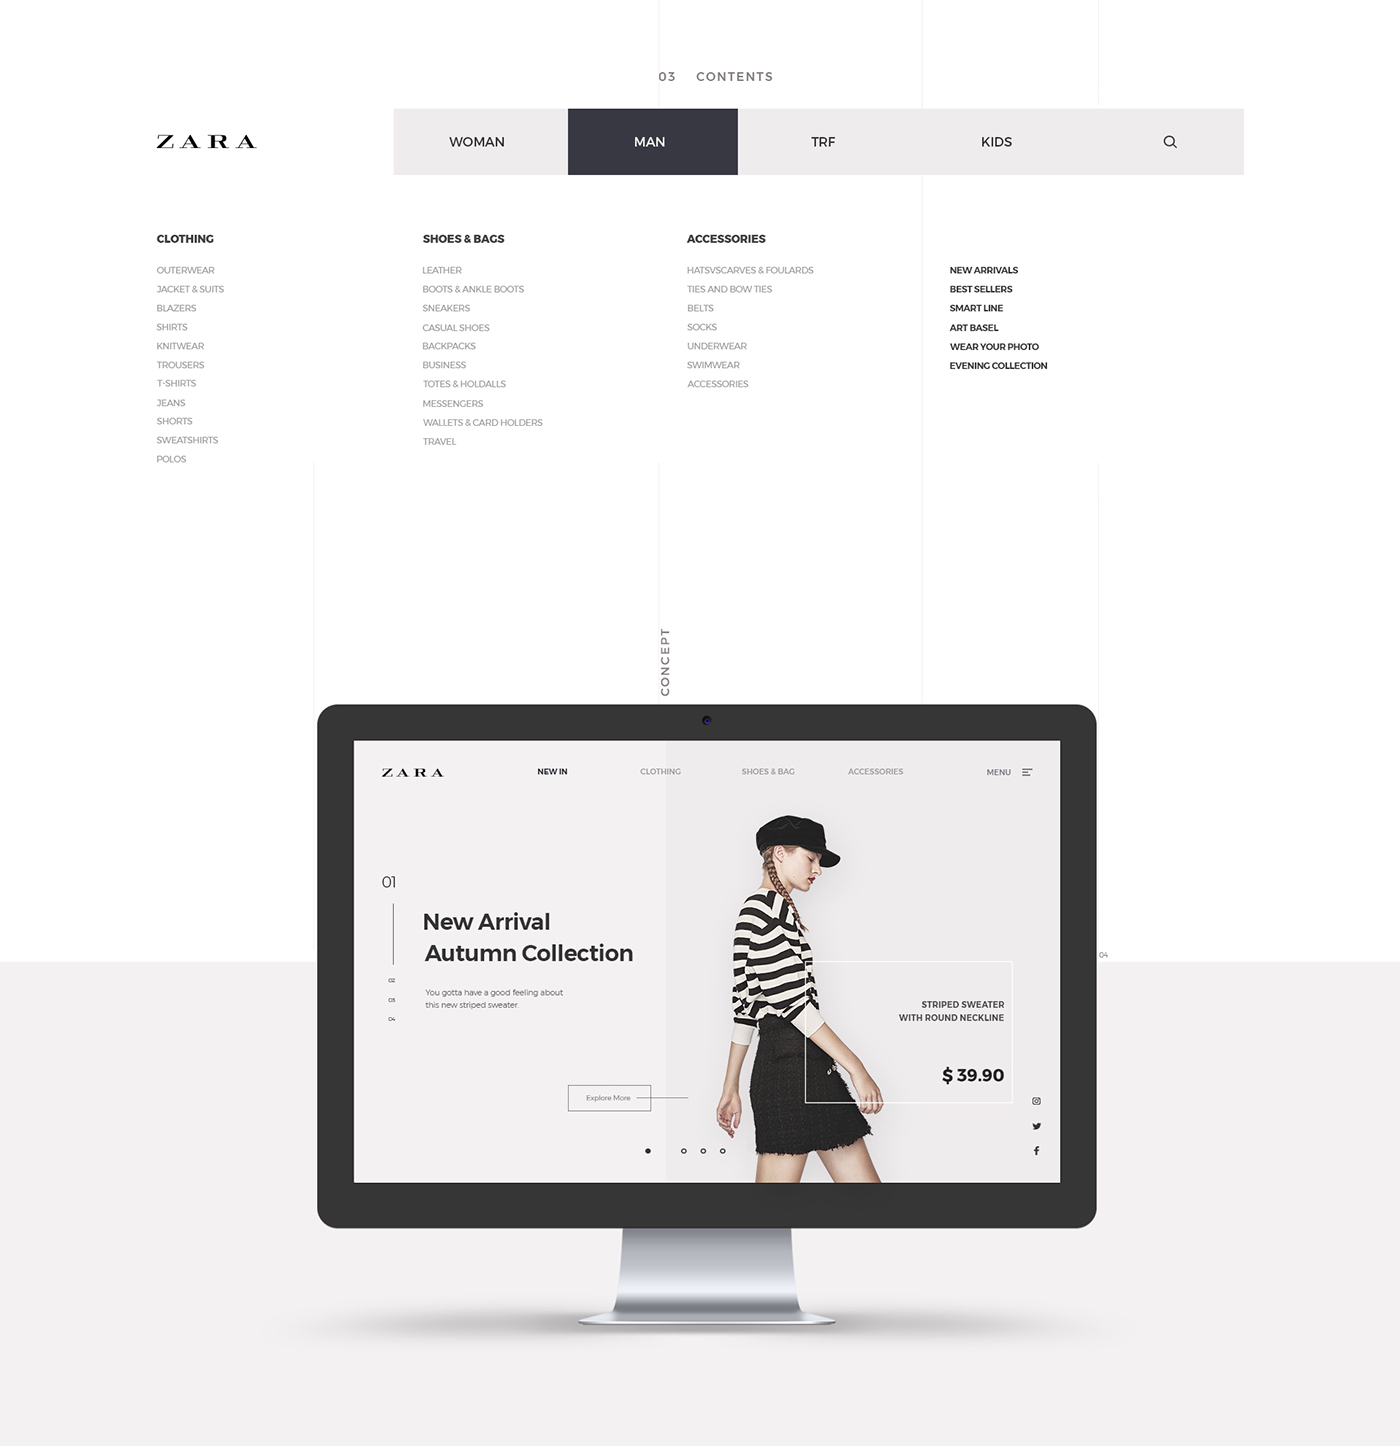 03 CONTENTS
ZARA
WOMAN MAN TRF KIDS
CLOTHING
OUTERWEAR
JACKET & SUITS
BLAZERS
SHIRTS
KNITWEAR
TROUSERS
T-SHIRTS
JEANS
SHORTS
SWEATSHIRTS
POLOS
SHOES & BAGS
LEATHER
BOOTS & ANKLE BOOTS
SNEAKERS
CASUAL SHOES
BACKPACKS
BUSINESS
TOTES & HOLDALLS
MESSENGERS
WALLETS & CARD HOLDERS
TRAVEL
ACCESSORIES
HATSVSCARVES & FOULARDS
TIES AND BOW TIES
BELTS
SOCKS
UNDERWEAR
SWIMWEAR
ACCESSORIES
NEW ARRIVALS
BEST SELLERS
SMART LINE
ART BASEL
WEAR YOUR PHOTO
EVENING COLLECTION
CONCEPT
ZARA
NEW IN CLOTHING SHOES & BAG ACCESSORIES MENU
01
02
03
04
New Arrival
Autumn Collection
You gotta have a good feeling about
this new striped sweater.
Explore More
STRIPED SWEATER
WITH ROUND NECKLINE
$ 39.90
04